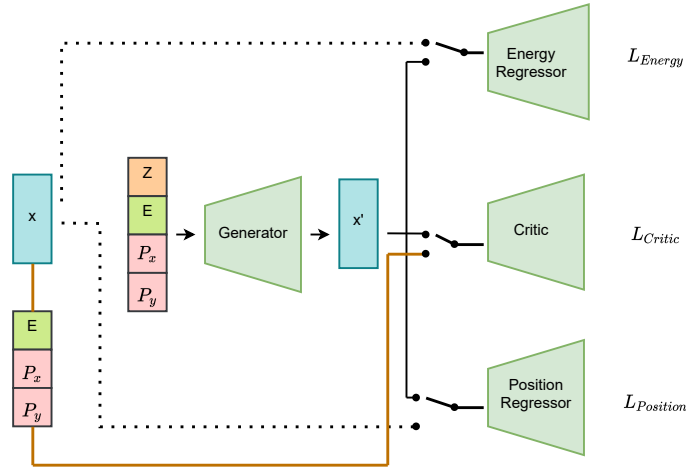 Energy
Regressor
L_{Energy}
x
Z
E
P_x
P_y
Generator
x'
Critic
L_{Critic}
E
P_x
P_y
Position
Regressor
L_{Position}